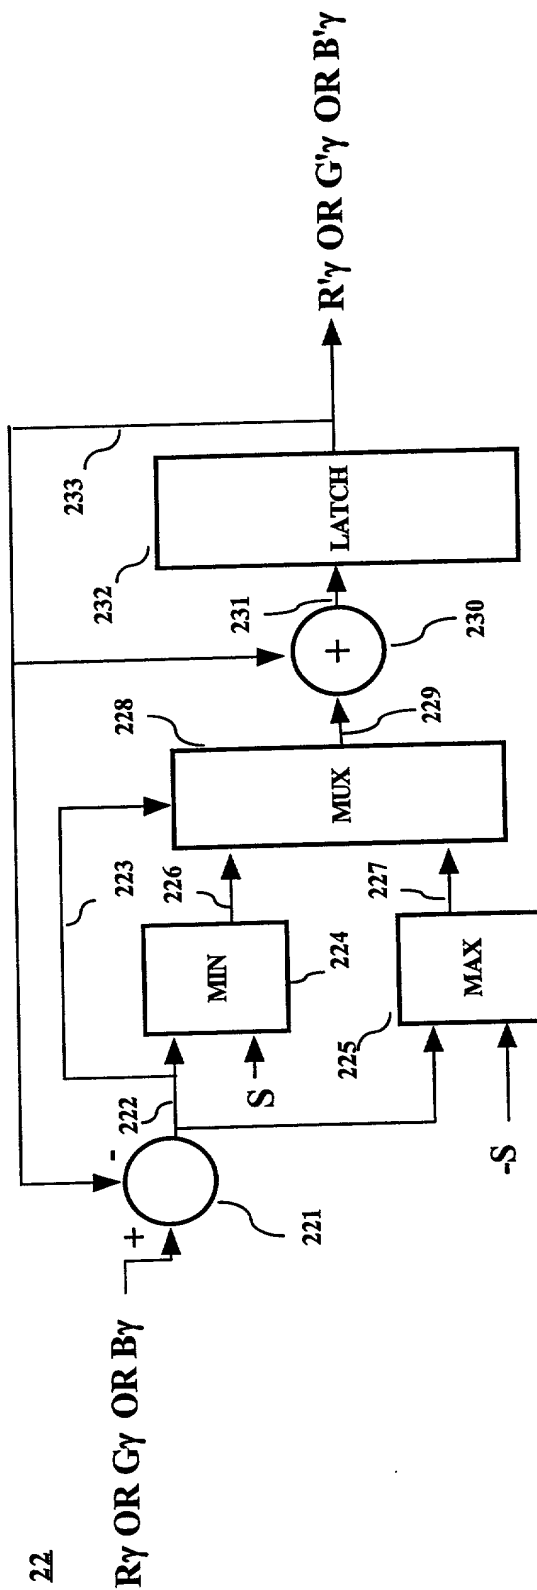 22
Rγ OR Gγ OR Bγ
+
-
221
222
223
S
-S
MIN
224
225
MAX
226
227
228
MUX
229
+
230
231
232
LATCH
233
R'γ OR G'γ OR B'γ